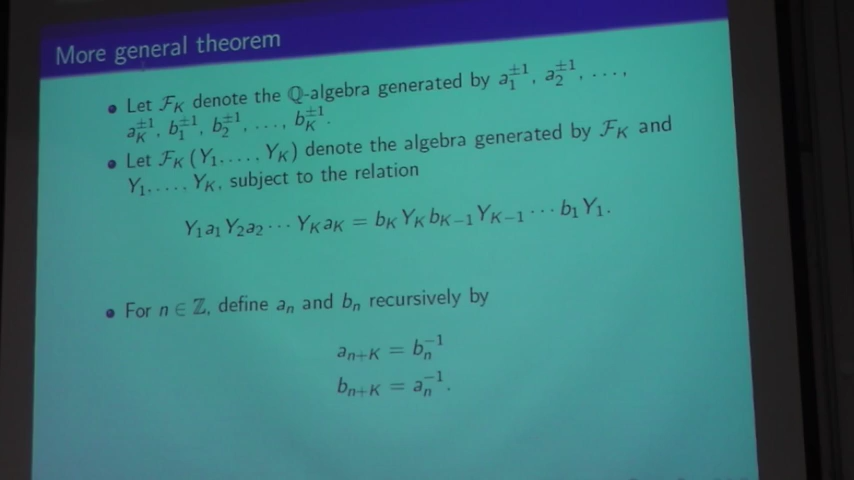 More general theorem
• Let F_K denote the ℚ-algebra generated by a_1^{±1}, a_2^{±1}, ...,
a_K^{±1}, b_1^{±1}, b_2^{±1}, ..., b_K^{±1}.
• Let F_K(Y_1, ..., Y_K) denote the algebra generated by F_K and
Y_1, ..., Y_K, subject to the relation
Y_1 a_1 Y_2 a_2 ··· Y_K a_K = b_K Y_K b_{K−1} Y_{K−1} ··· b_1 Y_1.
• For n ∈ ℤ, define a_n and b_n recursively by
a_{n+K} = b_n^{−1}
b_{n+K} = a_n^{−1}.